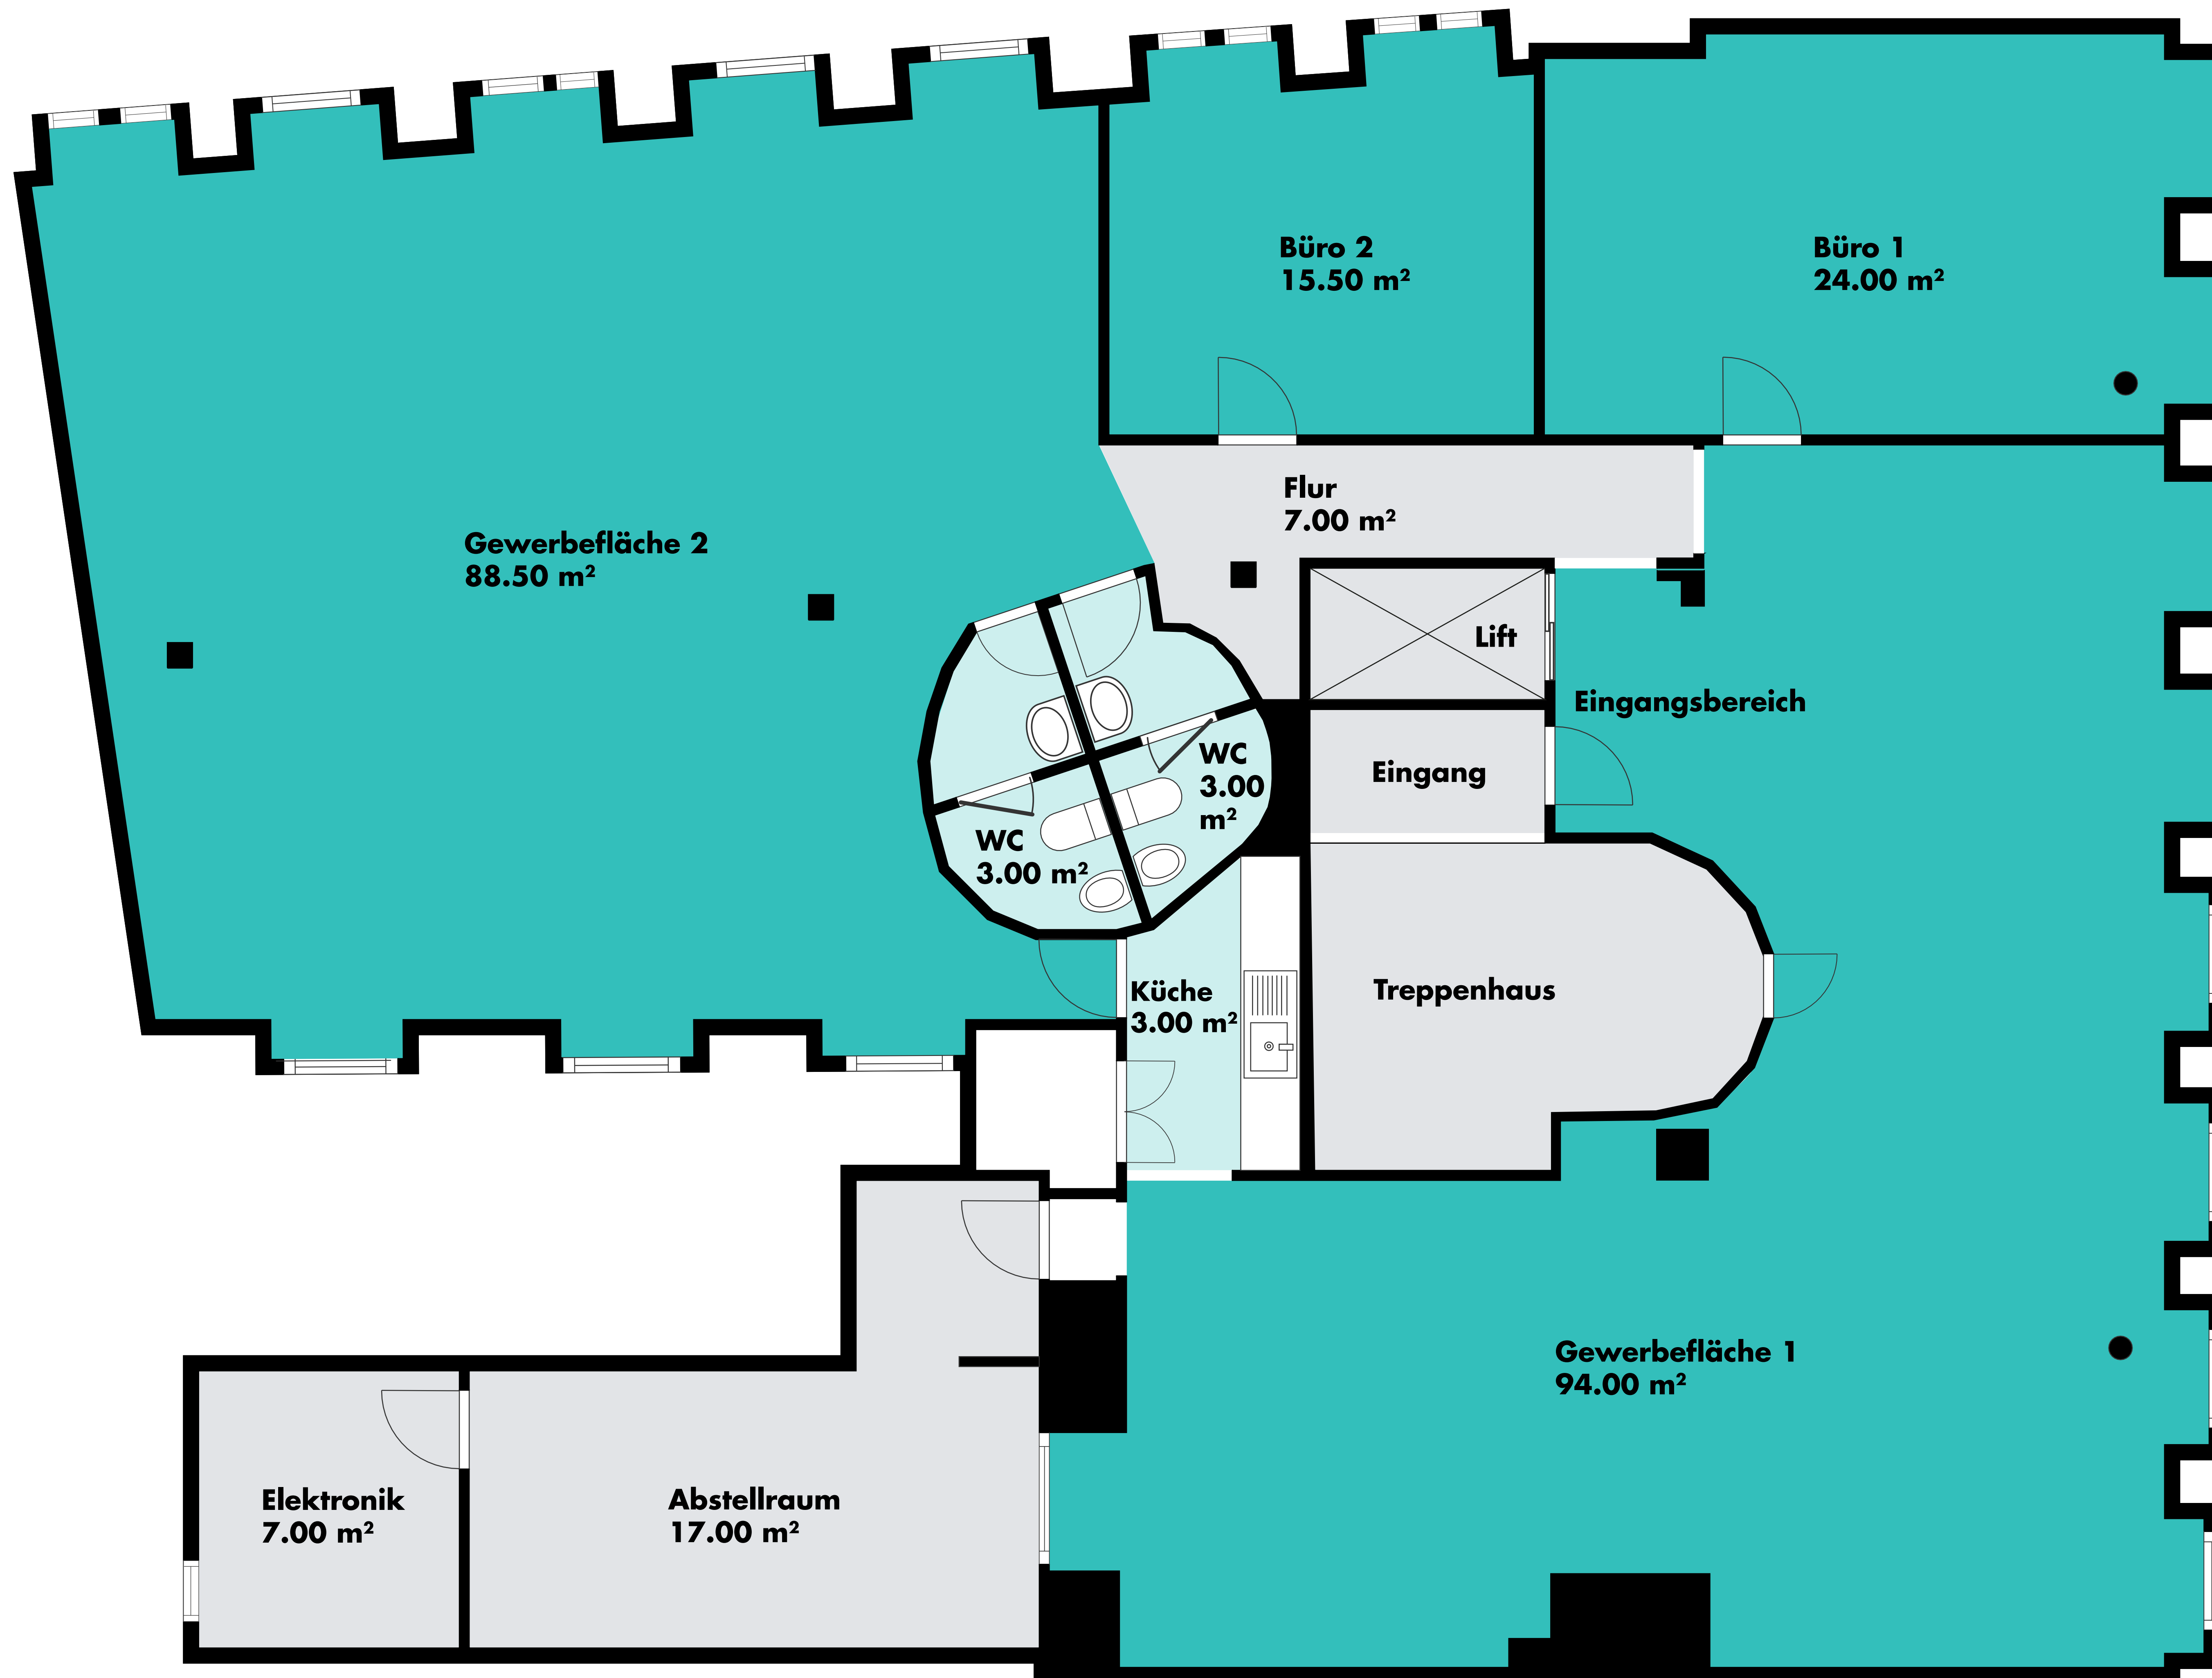 Büro 2
15.50 m²
Büro 1
24.00 m²
Flur
7.00 m²
Gewerbefläche 2
88.50 m²
Lift
Eingangsbereich
WC
3.00
m²
Eingang
WC
3.00 m²
Küche
3.00 m²
Treppenhaus
Gewerbefläche 1
94.00 m²
Elektronik
7.00 m²
Abstellraum
17.00 m²